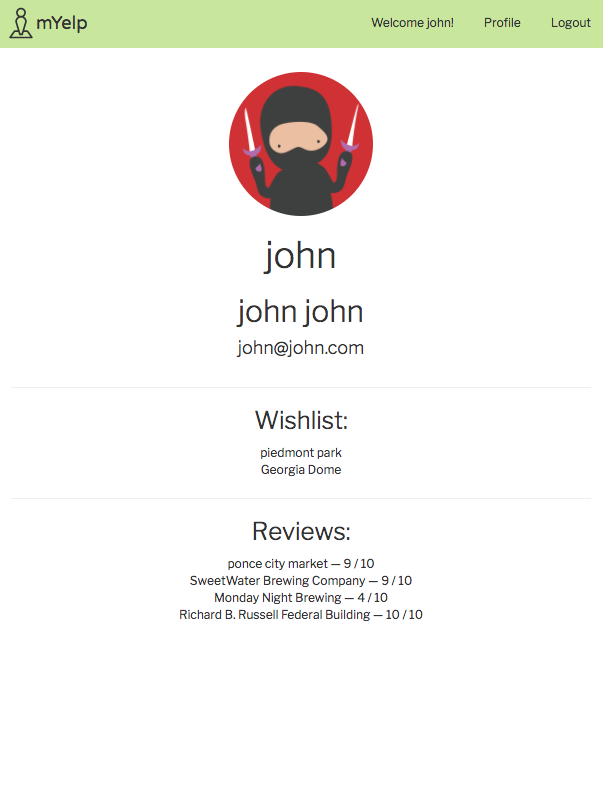 mYelp
Welcome john! Profile Logout
john
john john
john@john.com
Wishlist:
piedmont park
Georgia Dome
Reviews:
ponce city market — 9 / 10
SweetWater Brewing Company — 9 / 10
Monday Night Brewing — 4 / 10
Richard B. Russell Federal Building — 10 / 10